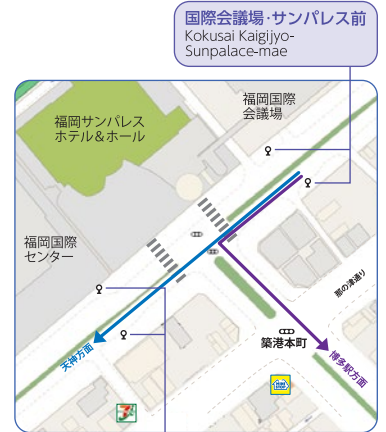 国際会議場・サンパレス前
Kokusai Kaigijyo-
Sunpalace-mae
福岡サンパレス
ホテル＆ホール
福岡国際
会議場
福岡国際
センター
那の津通り
築港本町
天神方面
博多駅方面
7